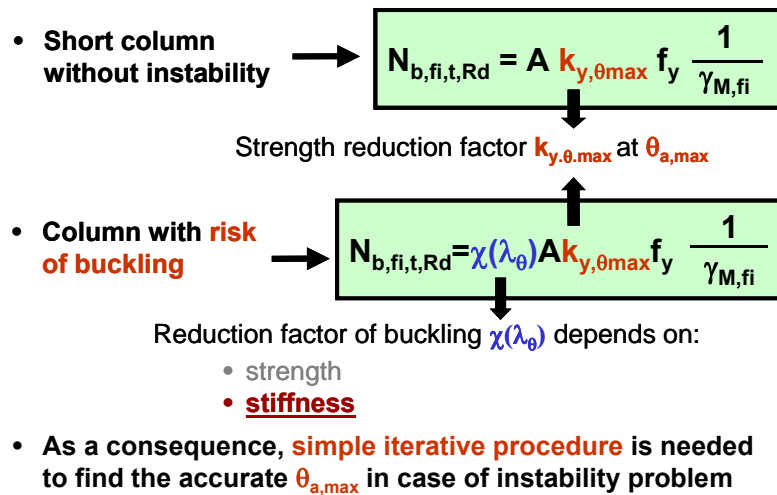 • Short column
without instability
N_b,fi,t,Rd = A k_y,θmax f_y 1/γ_M,fi
Strength reduction factor k_y.θ.max at θ_a,max
• Column with risk
of buckling
N_b,fi,t,Rd=χ(λ_θ)Ak_y,θmaxf_y 1/γ_M,fi
Reduction factor of buckling χ(λ_θ) depends on:
• strength
• stiffness
• As a consequence, simple iterative procedure is needed
to find the accurate θ_a,max in case of instability problem